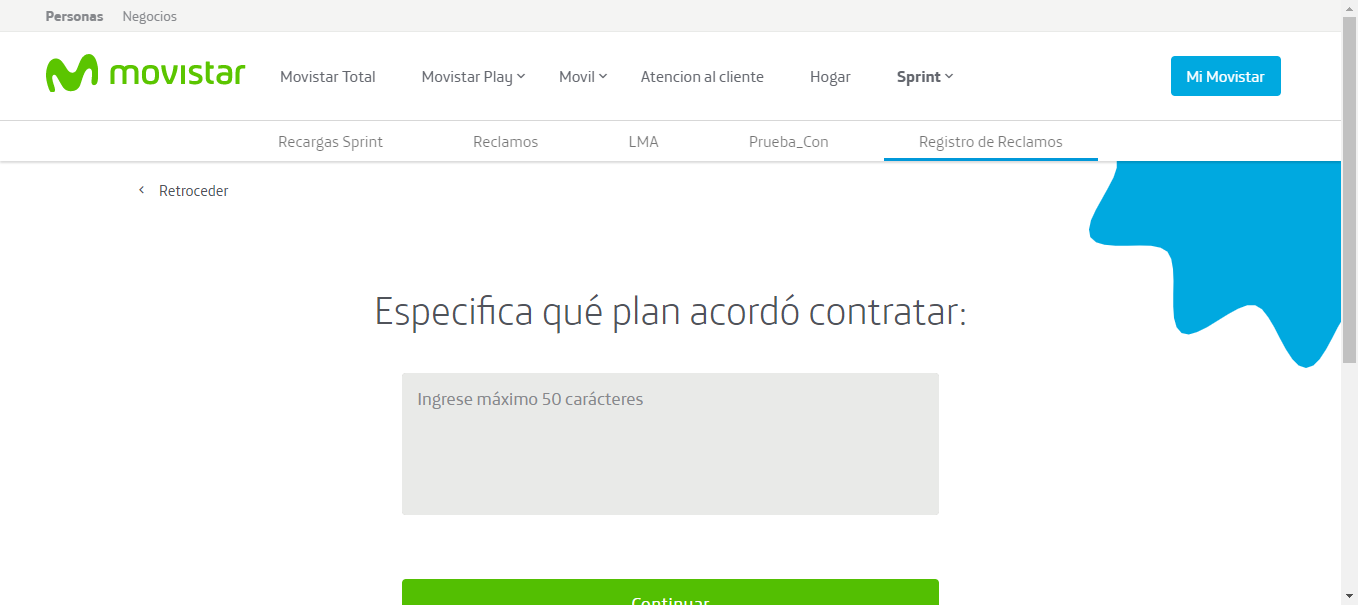 Personas Negocios
movistar Movistar Total Movistar Play Movil Atencion al cliente Hogar Sprint Mi Movistar
Recargas Sprint Reclamos LMA Prueba_Con Registro de Reclamos
Retroceder
Especifica qué plan acordó contratar:
Ingrese máximo 50 carácteres
Continuar